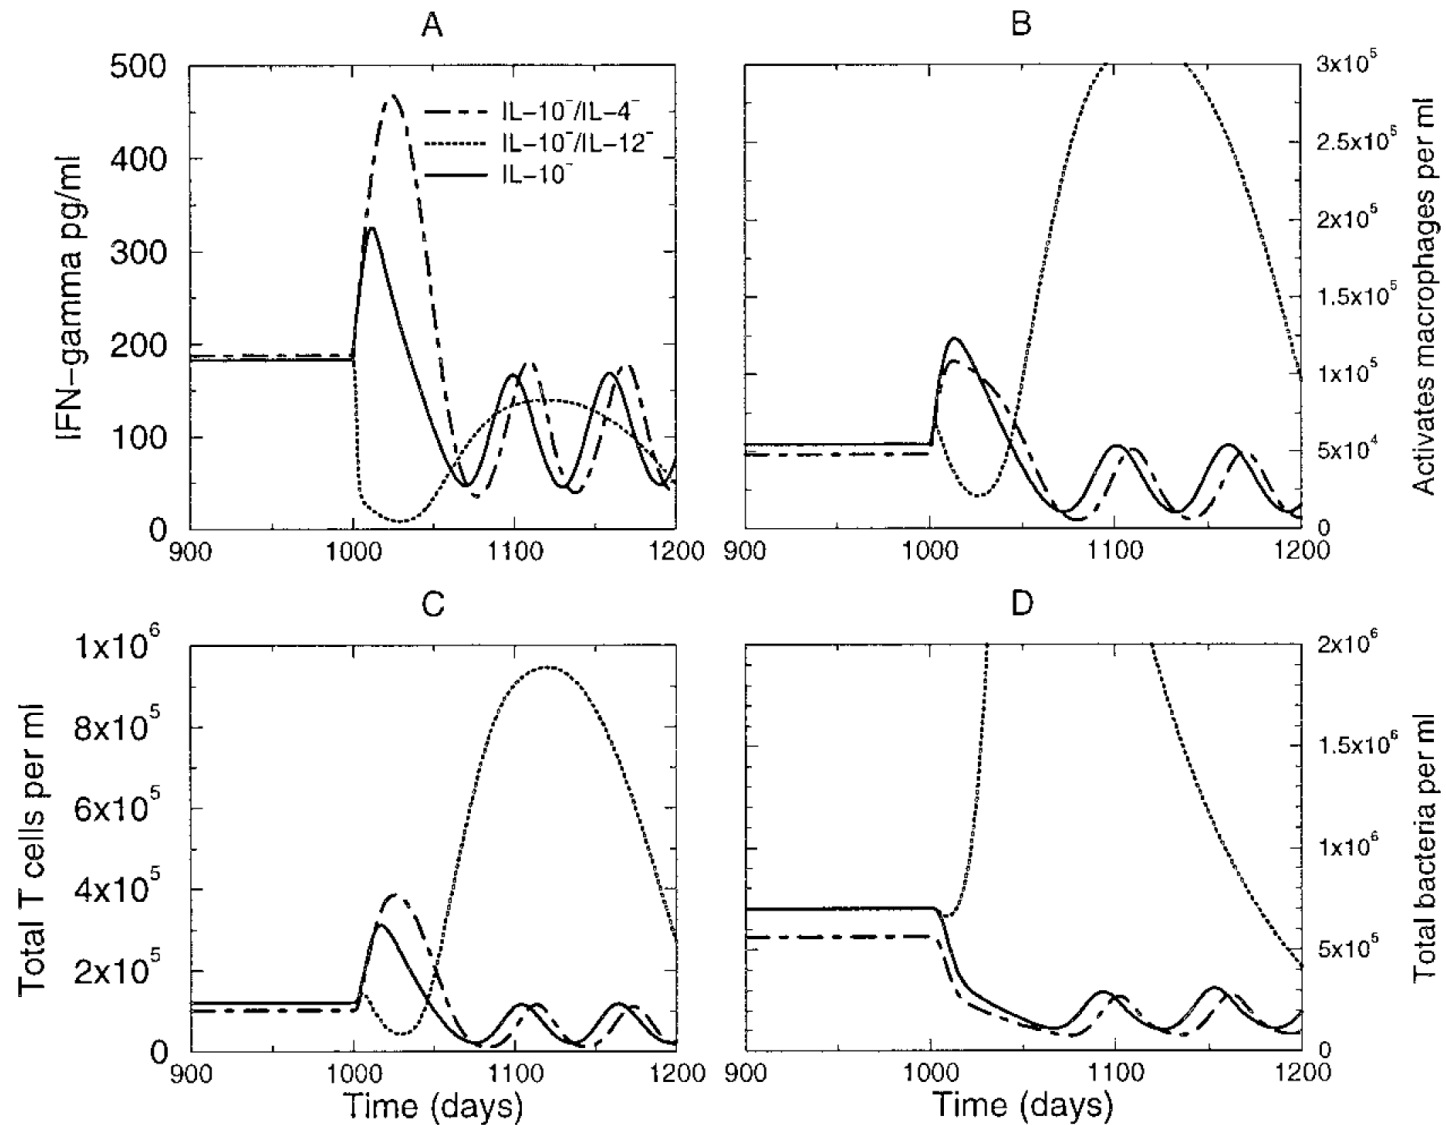 A
B
500
400
300
200
100
0
IFN-gamma pg/ml
IL-10⁻/IL-4⁻
IL-10⁻/IL-12⁻
IL-10⁻
900
1000
1100
1200
3x10⁵
2.5x10⁵
2x10⁵
1.5x10⁵
1x10⁵
5x10⁴
0
Activates macrophages per ml
900
1000
1100
1200
C
D
1x10⁶
8x10⁵
6x10⁵
4x10⁵
2x10⁵
0
Total T cells per ml
900
1000
1100
1200
Time (days)
2x10⁶
1.5x10⁶
1x10⁶
5x10⁵
0
Total bacteria per ml
900
1000
1100
1200
Time (days)